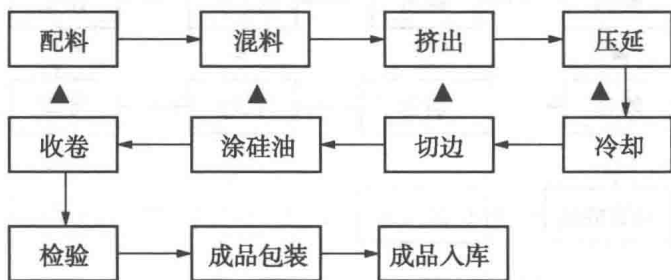 配料 混料 挤出 压延
收卷 涂硅油 切边 冷却
检验 成品包装 成品入库